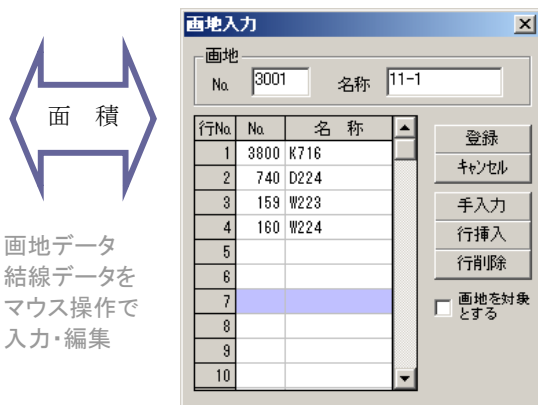 面 積
画地データ
結線データを
マウス操作で
入力・編集
画地入力
画地
No. 3001 名称 11-1
行No. No. 名 称
1 3800 K716
2 740 D224
3 159 W223
4 160 W224
5
6
7
8
9
10
登録
キャンセル
手入力
行挿入
行削除
画地を対象
とする